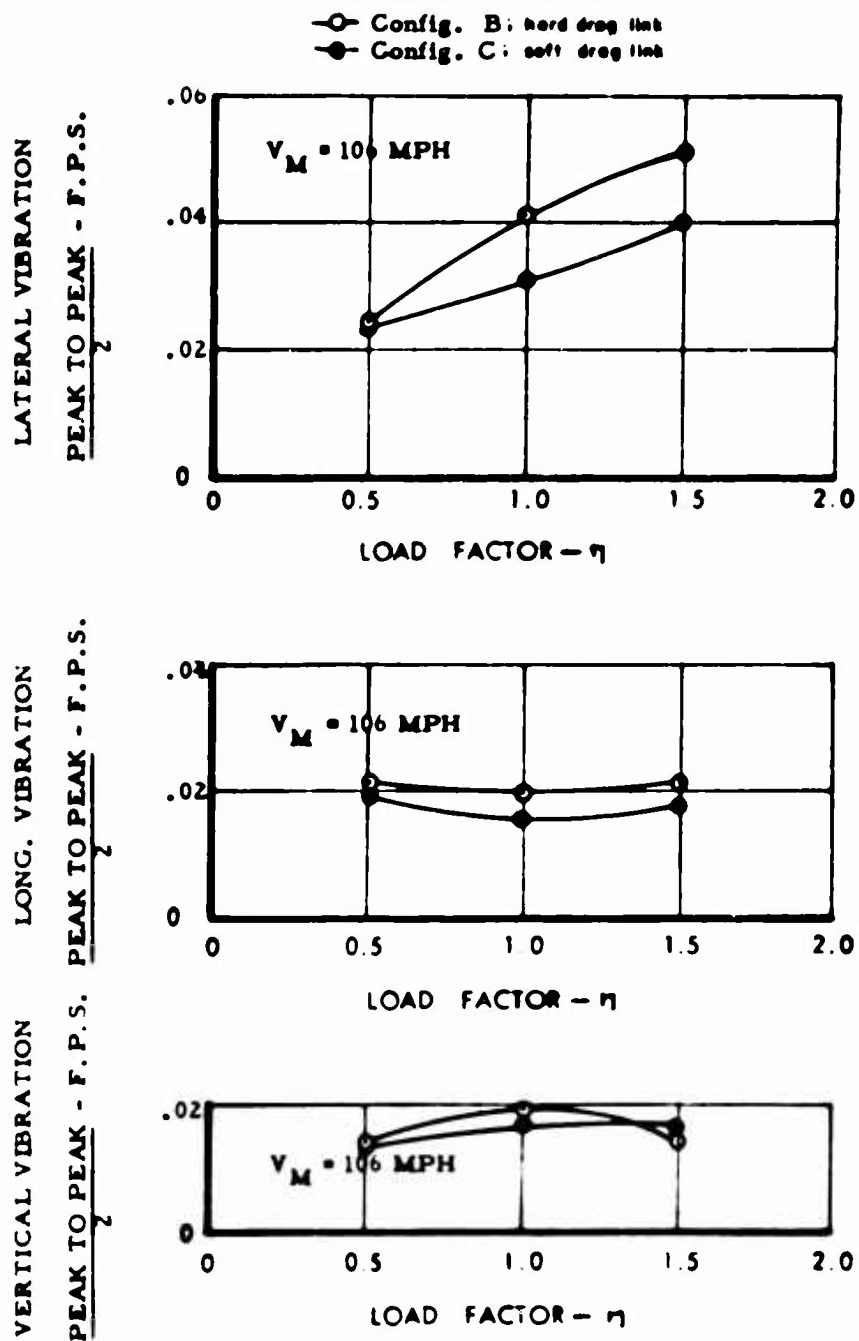 Config. B: hard drag link
Config. C: soft drag link
LATERAL VIBRATION
PEAK TO PEAK - F.P.S.
2
.06
.04
.02
0
V_M = 106 MPH
0 0.5 1.0 1.5 2.0
LOAD FACTOR – η
LONG. VIBRATION
PEAK TO PEAK - F.P.S.
2
.04
.02
0
V_M = 106 MPH
0 0.5 1.0 1.5 2.0
LOAD FACTOR – η
VERTICAL VIBRATION
PEAK TO PEAK - F.P.S.
2
.02
0
V_M = 106 MPH
0 0.5 1.0 1.5 2.0
LOAD FACTOR – η